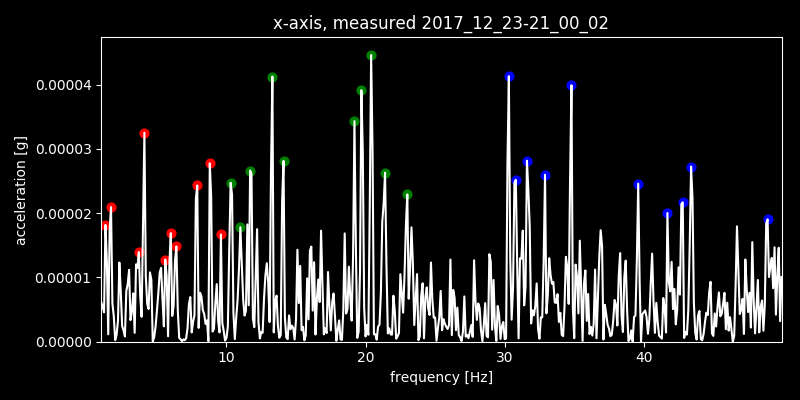 x-axis, measured 2017_12_23-21_00_02
acceleration [g]
0.00004
0.00003
0.00002
0.00001
0.00000
10 20 30 40
frequency [Hz]